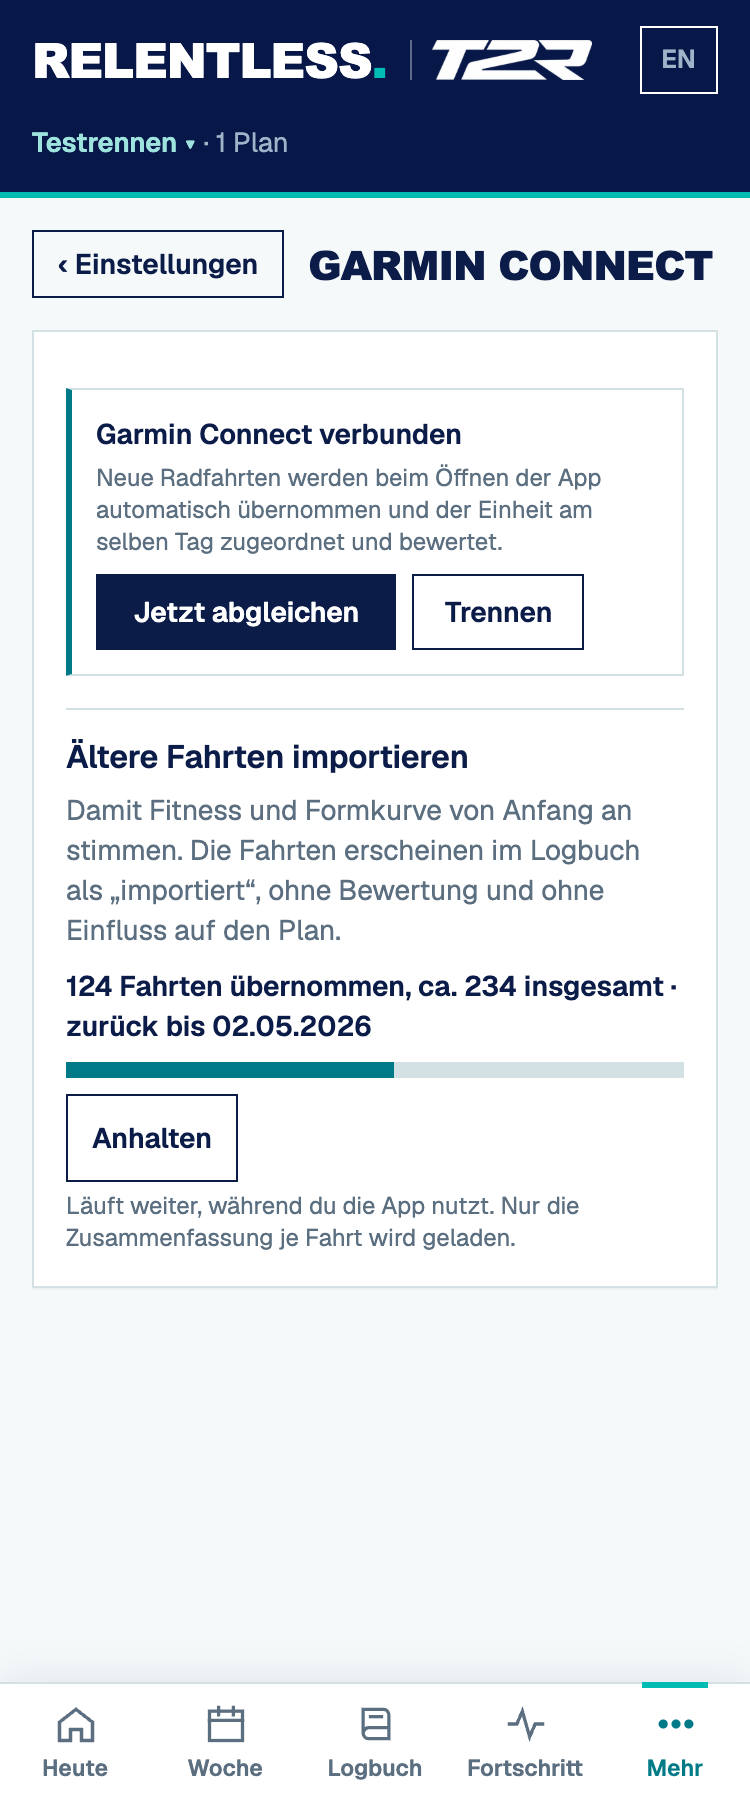 RELENTLESS. T2R EN
Testrennen ▾ · 1 Plan
‹ Einstellungen GARMIN CONNECT
Garmin Connect verbunden
Neue Radfahrten werden beim Öffnen der App
automatisch übernommen und der Einheit am
selben Tag zugeordnet und bewertet.
Jetzt abgleichen Trennen
Ältere Fahrten importieren
Damit Fitness und Formkurve von Anfang an
stimmen. Die Fahrten erscheinen im Logbuch
als „importiert“, ohne Bewertung und ohne
Einfluss auf den Plan.
124 Fahrten übernommen, ca. 234 insgesamt ·
zurück bis 02.05.2026
Anhalten
Läuft weiter, während du die App nutzt. Nur die
Zusammenfassung je Fahrt wird geladen.
Heute Woche Logbuch Fortschritt Mehr